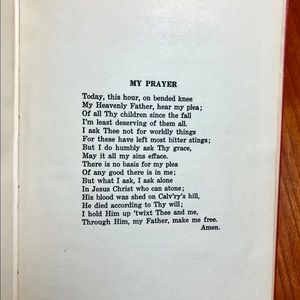 MY PRAYER
Today, this hour, on bended knee
My Heavenly Father, hear my plea;
Of all Thy children since the fall
I'm least deserving of them all.
I ask Thee not for worldly things
For these have left most bitter stings;
But I do humbly ask Thy grace,
May it all my sins efface.
There is no basis for my plea
Of any good there is in me;
But what I ask, I ask alone
In Jesus Christ who can atone;
His blood was shed on Calv'ry's hill,
He died according to Thy will;
I hold Him up 'twixt Thee and me,
Through Him, my Father, make me free.
Amen.